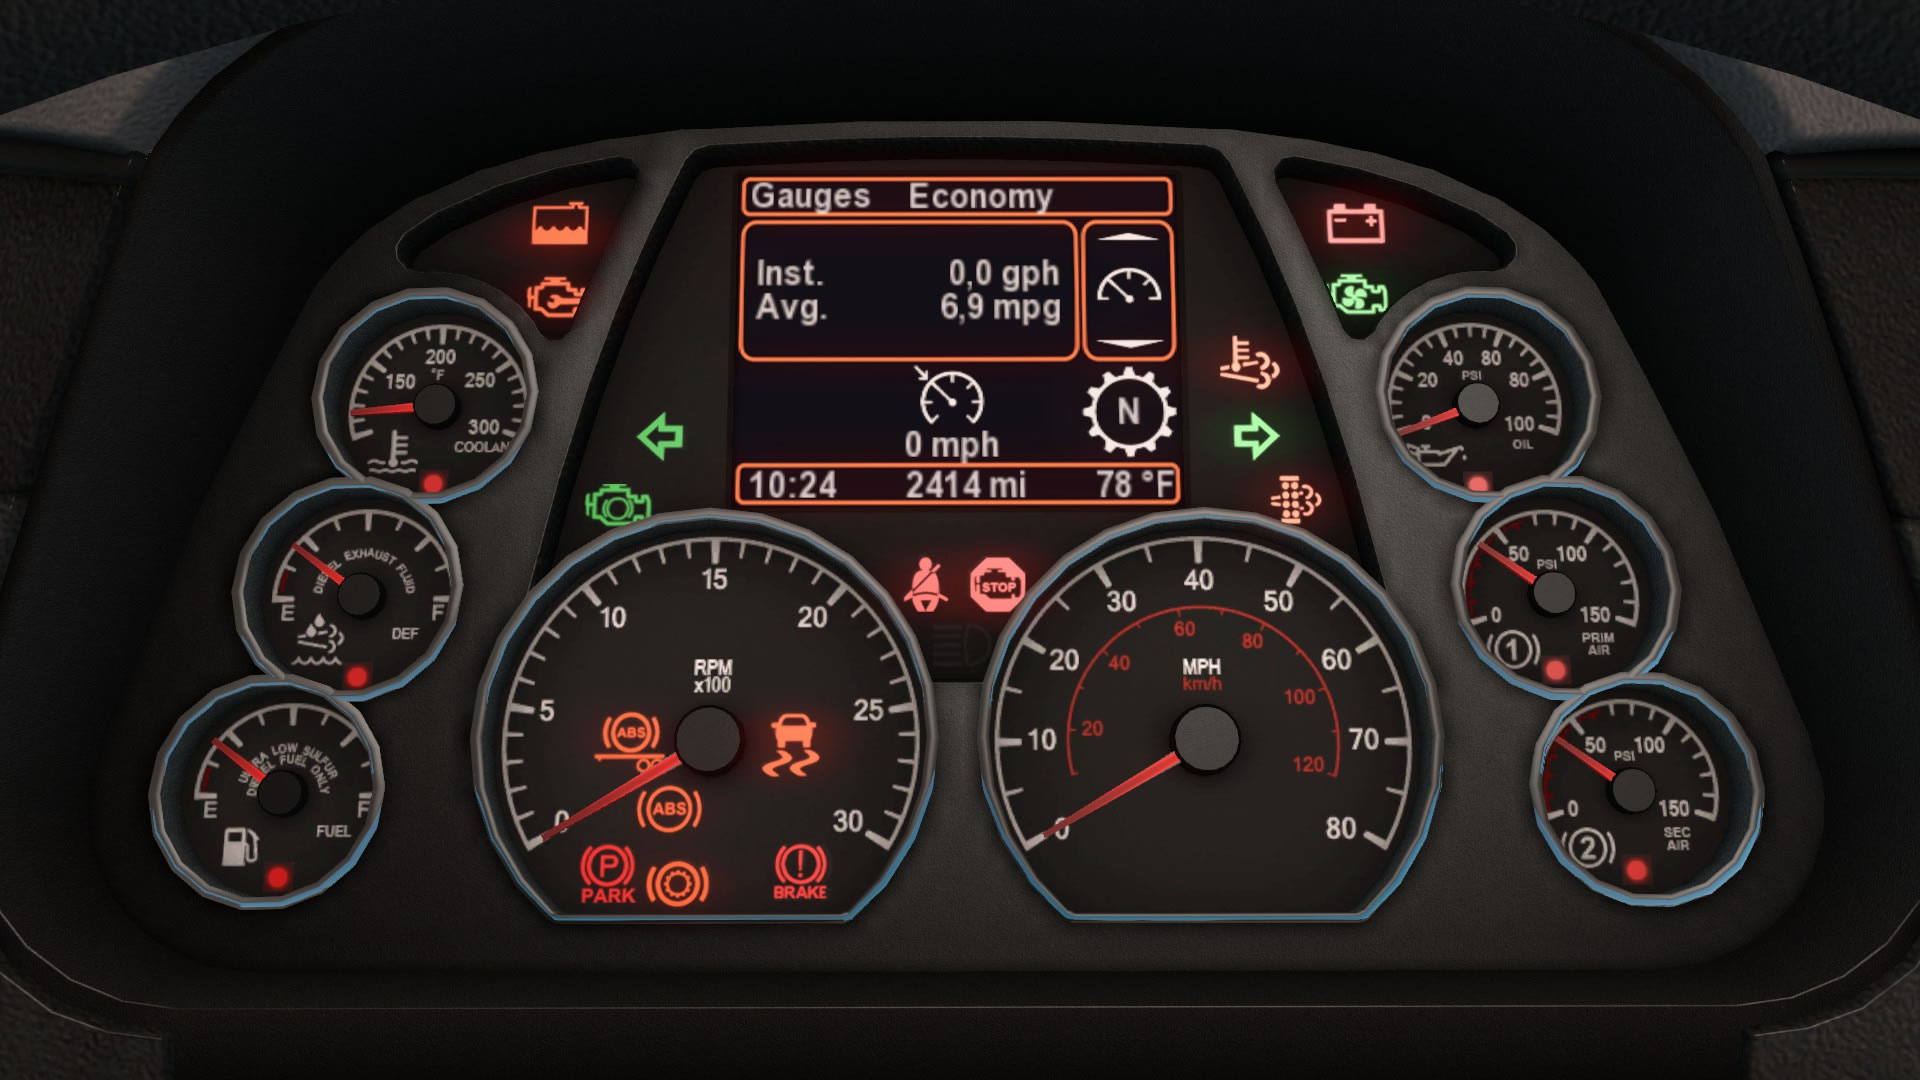 Gauges Economy
Inst. 0,0 gph
Avg. 6,9 mpg
N
0 mph
10:24 2414 mi 78 °F
200
°F
150 250
300
COOLANT
DIESEL EXHAUST FLUID
E F
DEF
ULTRA LOW SULFUR
DIESEL FUEL ONLY
E F
FUEL
STOP
15
10 20
RPM
x100
5 25
ABS
ABS
0 30
P
PARK
!
BRAKE
40
30 50
20 60
MPH
km/h
10 70
0 80
60 80
40 100
20 120
40 80
PSI
20 80
0 100
OIL
50 100
PSI
0 150
PRIM
AIR
1
50 100
PSI
0 150
SEC
AIR
2